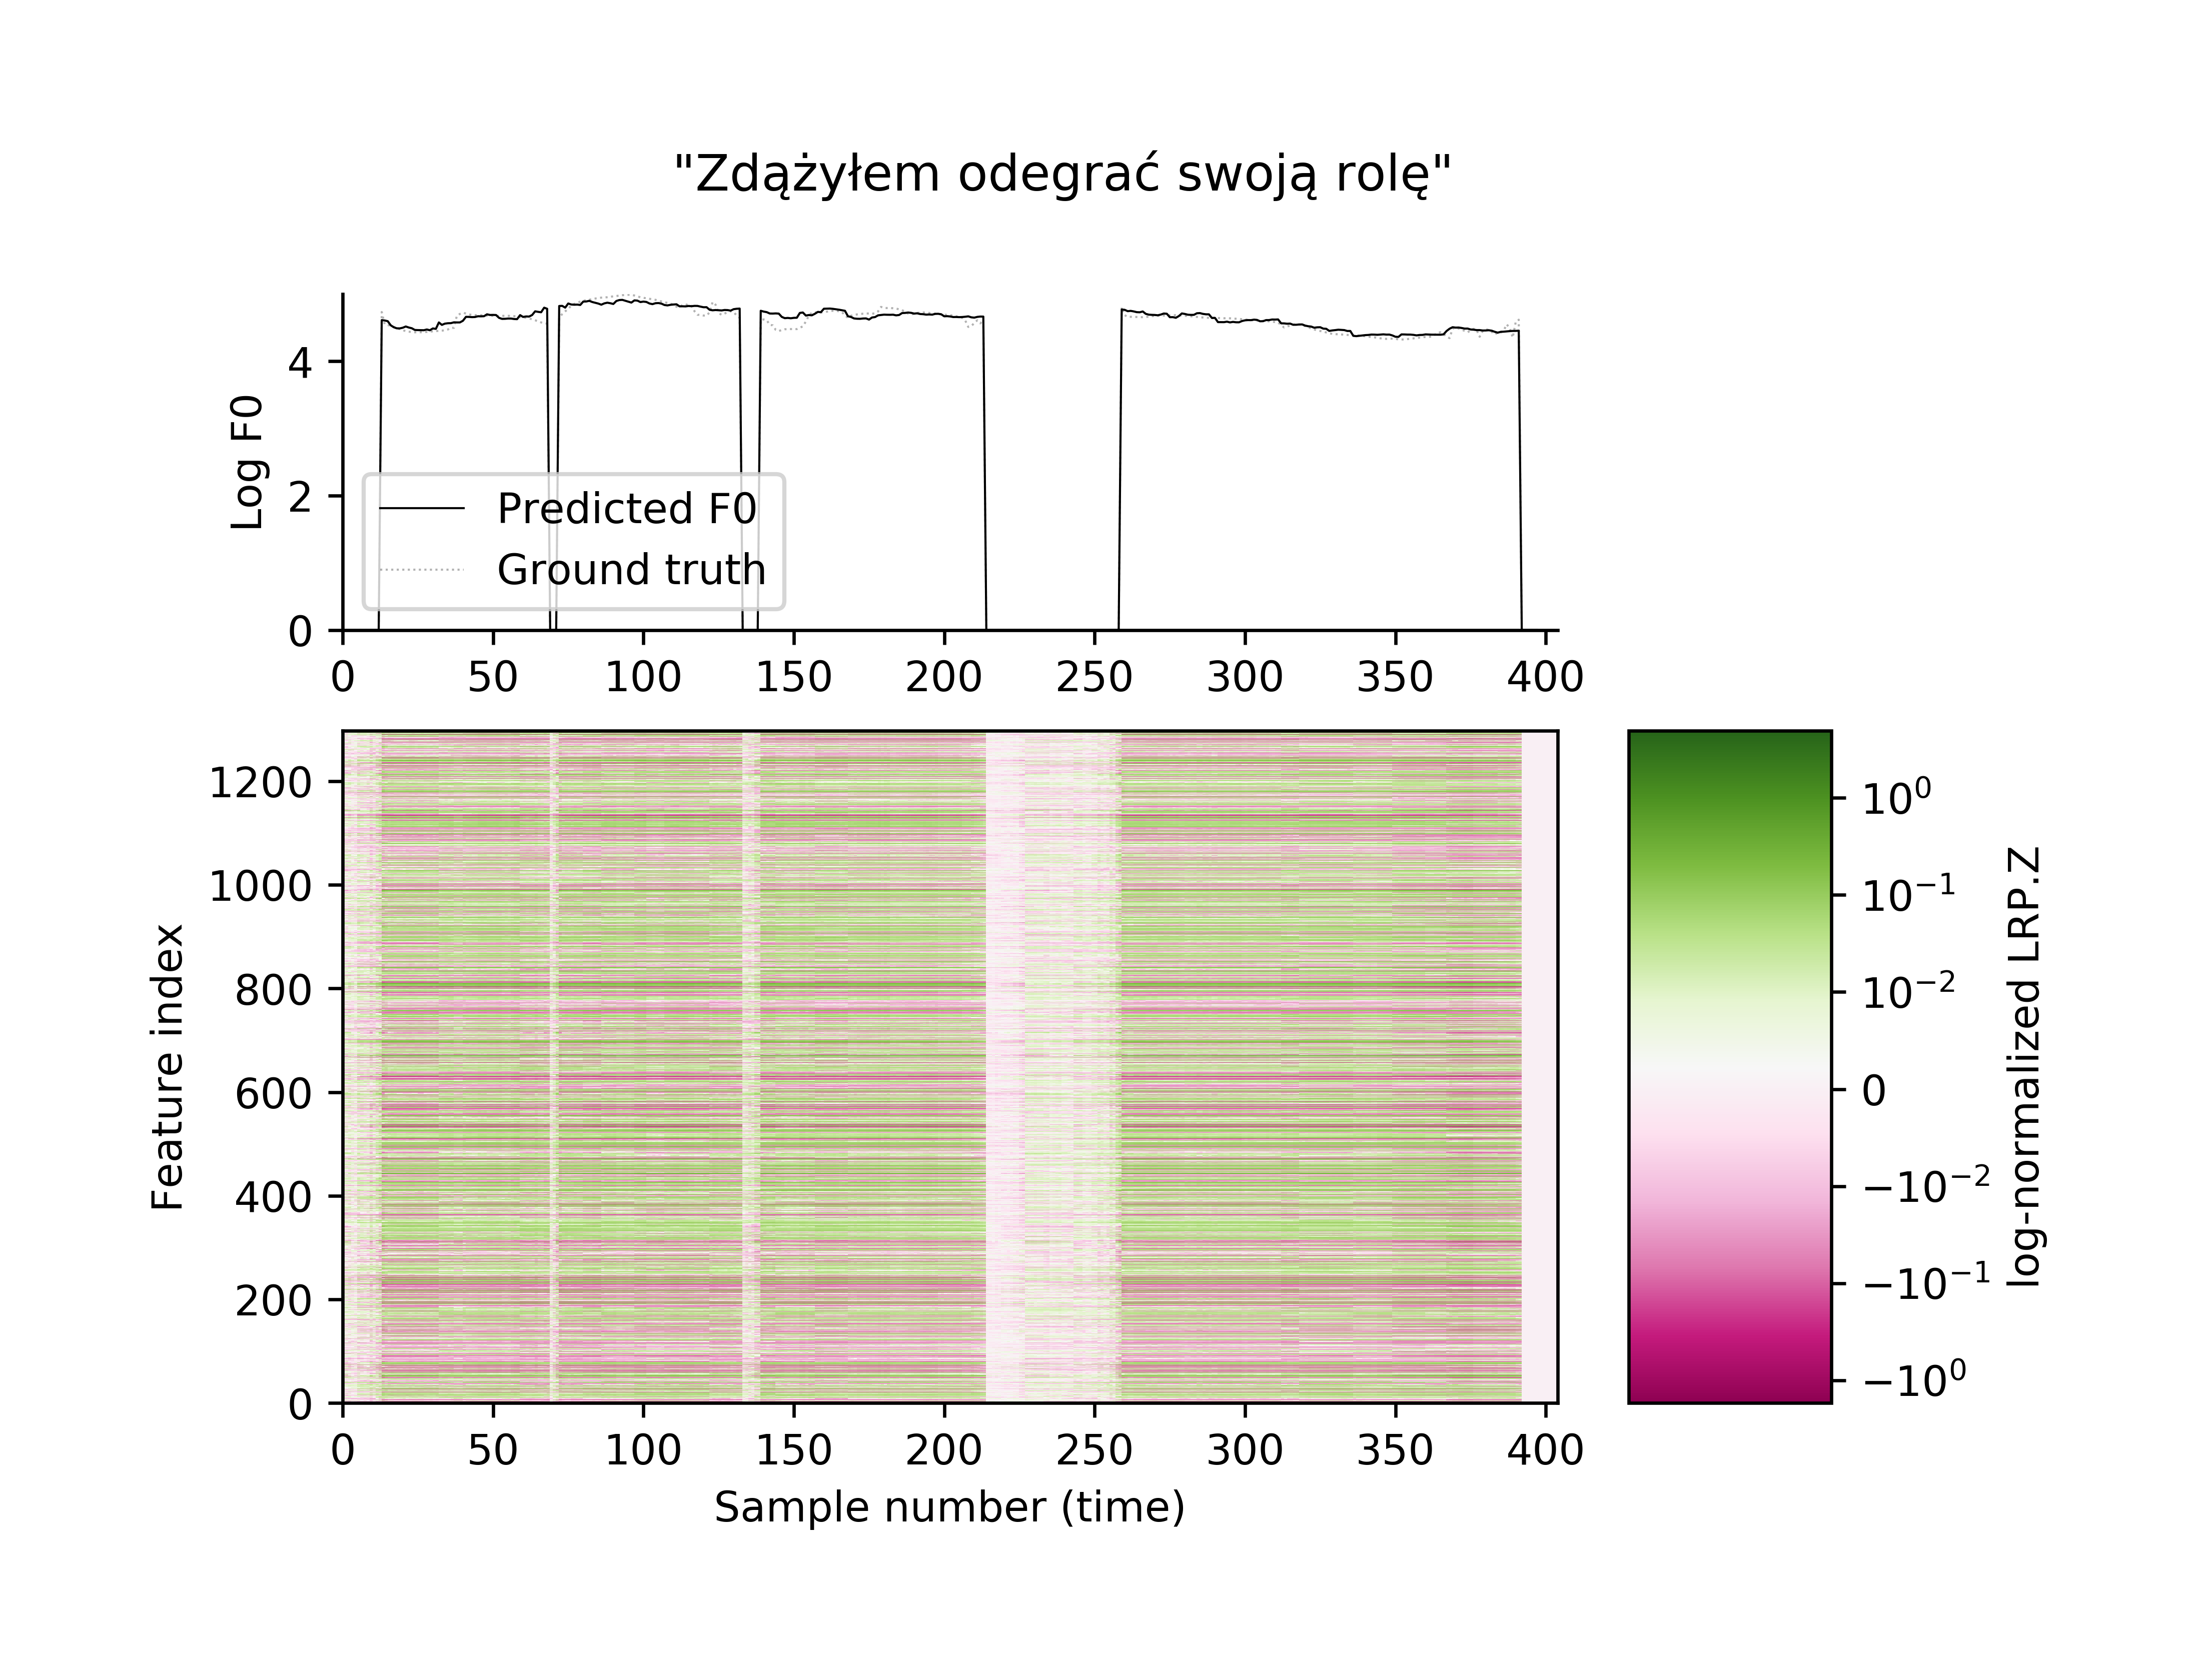 "Zdążyłem odegrać swoją rolę"
Log F0
4
2
0
Predicted F0
Ground truth
0 50 100 150 200 250 300 350 400
Feature index
1200
1000
800
600
400
200
0
0 50 100 150 200 250 300 350 400
Sample number (time)
10⁰
10⁻¹
10⁻²
0
−10⁻²
−10⁻¹
−10⁰
log-normalized LRP.Z